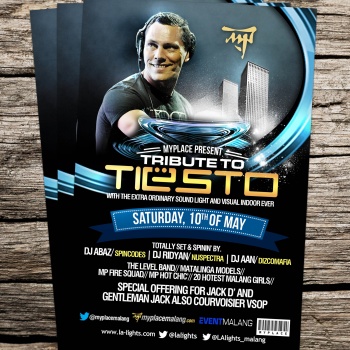 MYP
MYPLACE PRESENT
TRIBUTE TO
TIËSTO
WITH THE EXTRA ORDINARY SOUND LIGHT AND VISUAL INDOOR EVER
SATURDAY, 10TH OF MAY
TOTALLY SET & SPININ' BY.
DJ ABAZ/ SPINCODES | DJ RIDYAN/ NUSPECTRA | DJ AAN/ DIZCOMAFIA
THE LEVEL BAND// MATALINGA MODELS//
MP FIRE SQUAD// MP HOT CHIC// 20 HOTEST MALANG GIRLS//
SPECIAL OFFERING FOR JACK D' AND
GENTLEMAN JACK ALSO COURVOISIER VSOP
@myplacemalang myplacemalang.com EVENTMALANG
MYPLACE
www.la-lights.com @lalights @LAlights_malang